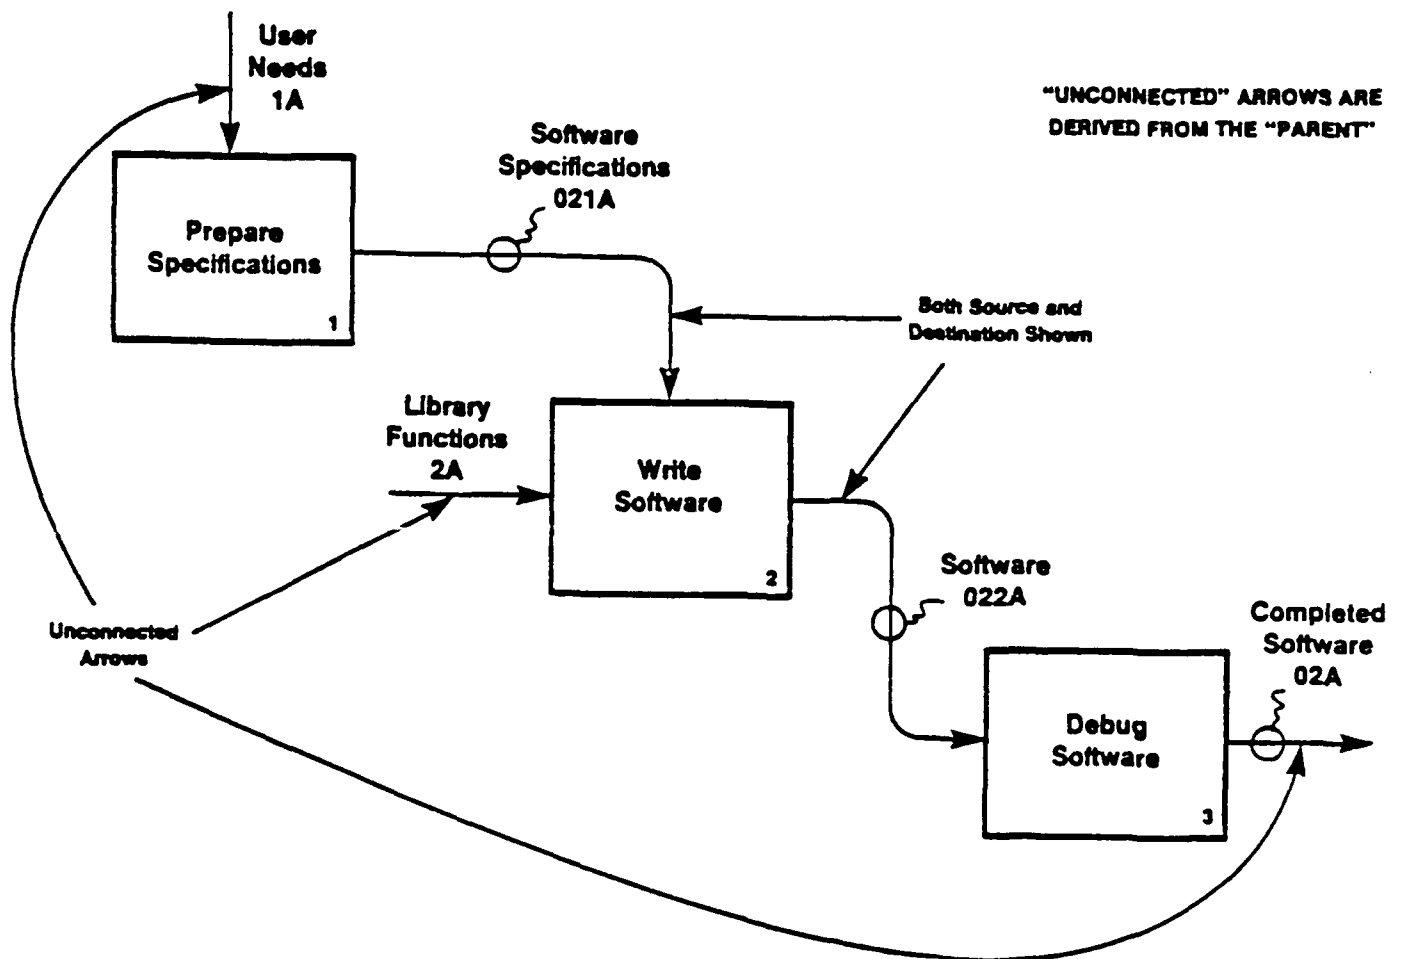 User
Needs
1A
"UNCONNECTED" ARROWS ARE
DERIVED FROM THE "PARENT"
Software
Specifications
021A
Prepare
Specifications
1
Both Source and
Destination Shown
Library
Functions
2A
Write
Software
2
Software
022A
Completed
Software
02A
Unconnected
Arrows
Debug
Software
3